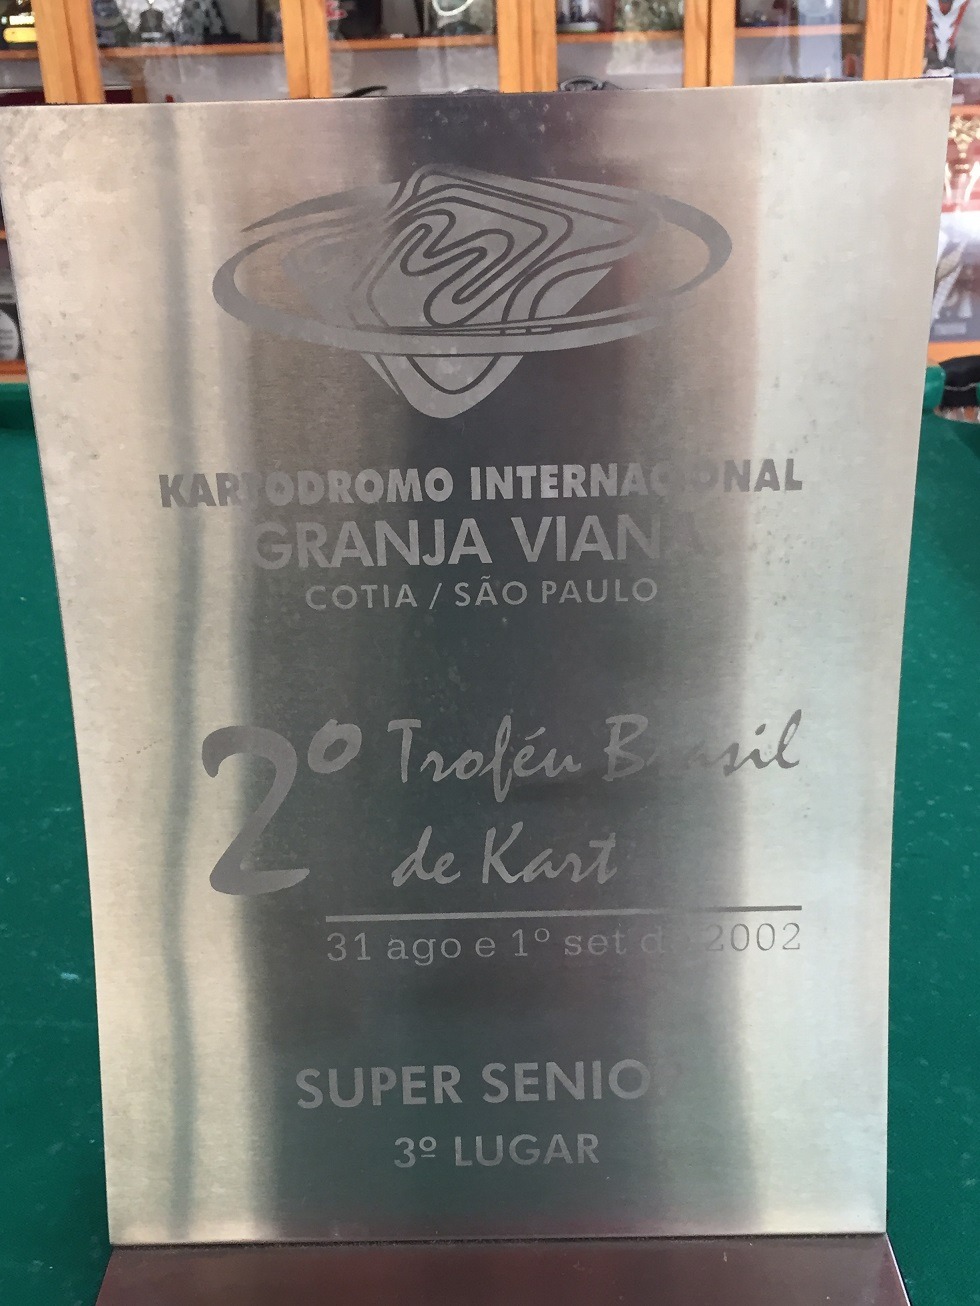 KARTÓDROMO INTERNACIONAL
GRANJA VIANA
COTIA / SÃO PAULO
2º Troféu Brasil
de Kart
31 ago e 1º set de 2002
SUPER SENIOR
3º LUGAR